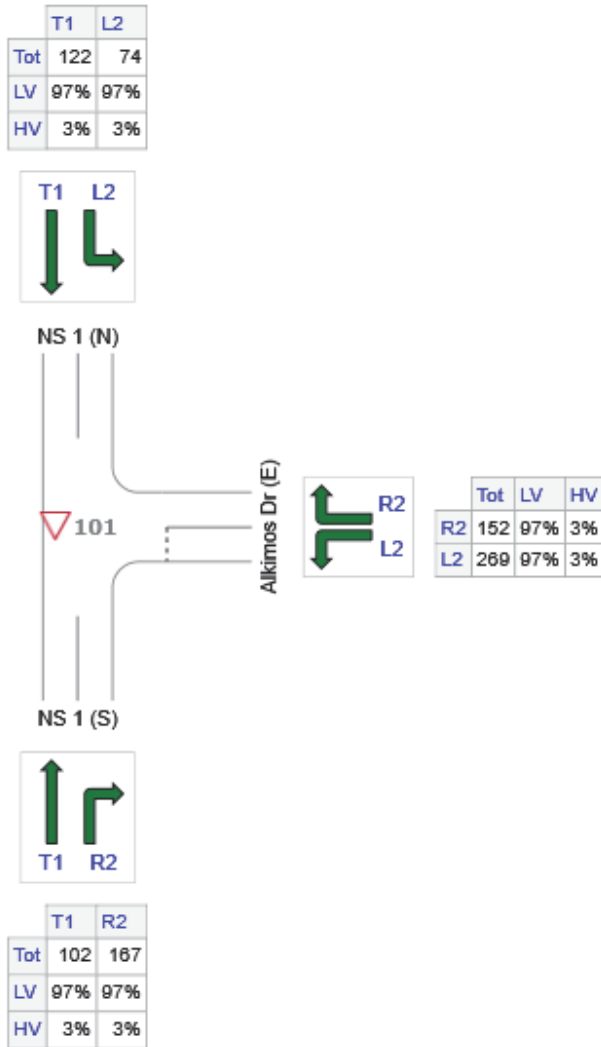 T1 L2
Tot 122 74
LV 97% 97%
HV 3% 3%
T1 L2
NS 1 (N)
101
Alkimos Dr (E)
R2
L2
Tot LV HV
R2 152 97% 3%
L2 269 97% 3%
NS 1 (S)
T1 R2
T1 R2
Tot 102 167
LV 97% 97%
HV 3% 3%